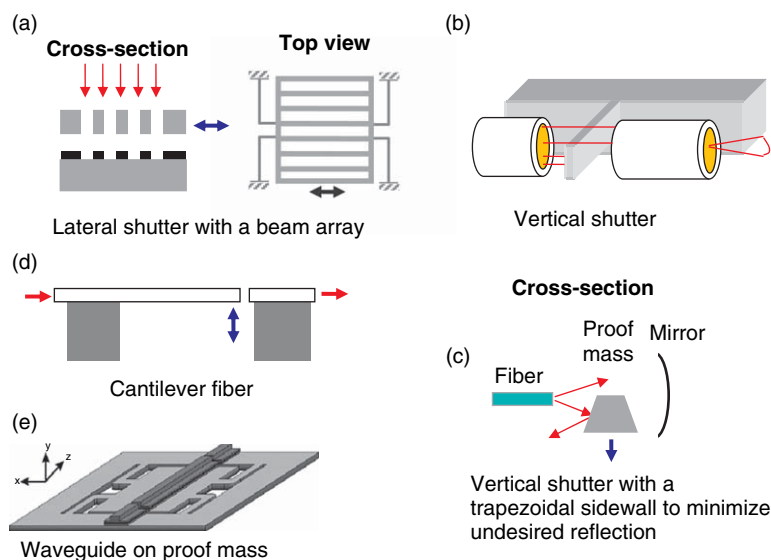 (a)
Cross-section
Top view
Lateral shutter with a beam array
(b)
Vertical shutter
(d)
Cantilever fiber
Cross-section
(c)
Proof
mass
Mirror
Fiber
Vertical shutter with a
trapezoidal sidewall to minimize
undesired reflection
(e)
y
z
x
Waveguide on proof mass